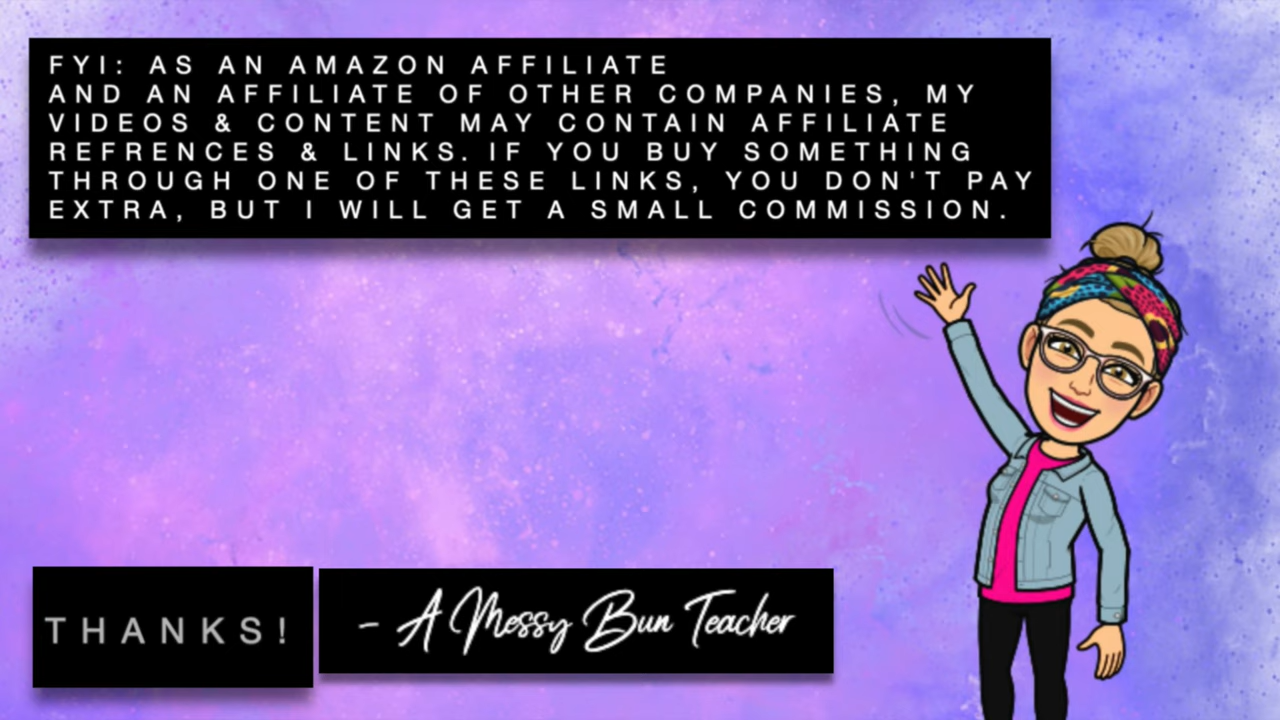 FYI: AS AN AMAZON AFFILIATE
AND AN AFFILIATE OF OTHER COMPANIES, MY
VIDEOS & CONTENT MAY CONTAIN AFFILIATE
REFRENCES & LINKS. IF YOU BUY SOMETHING
THROUGH ONE OF THESE LINKS, YOU DON'T PAY
EXTRA, BUT I WILL GET A SMALL COMMISSION.
THANKS!
- A Messy Bun Teacher